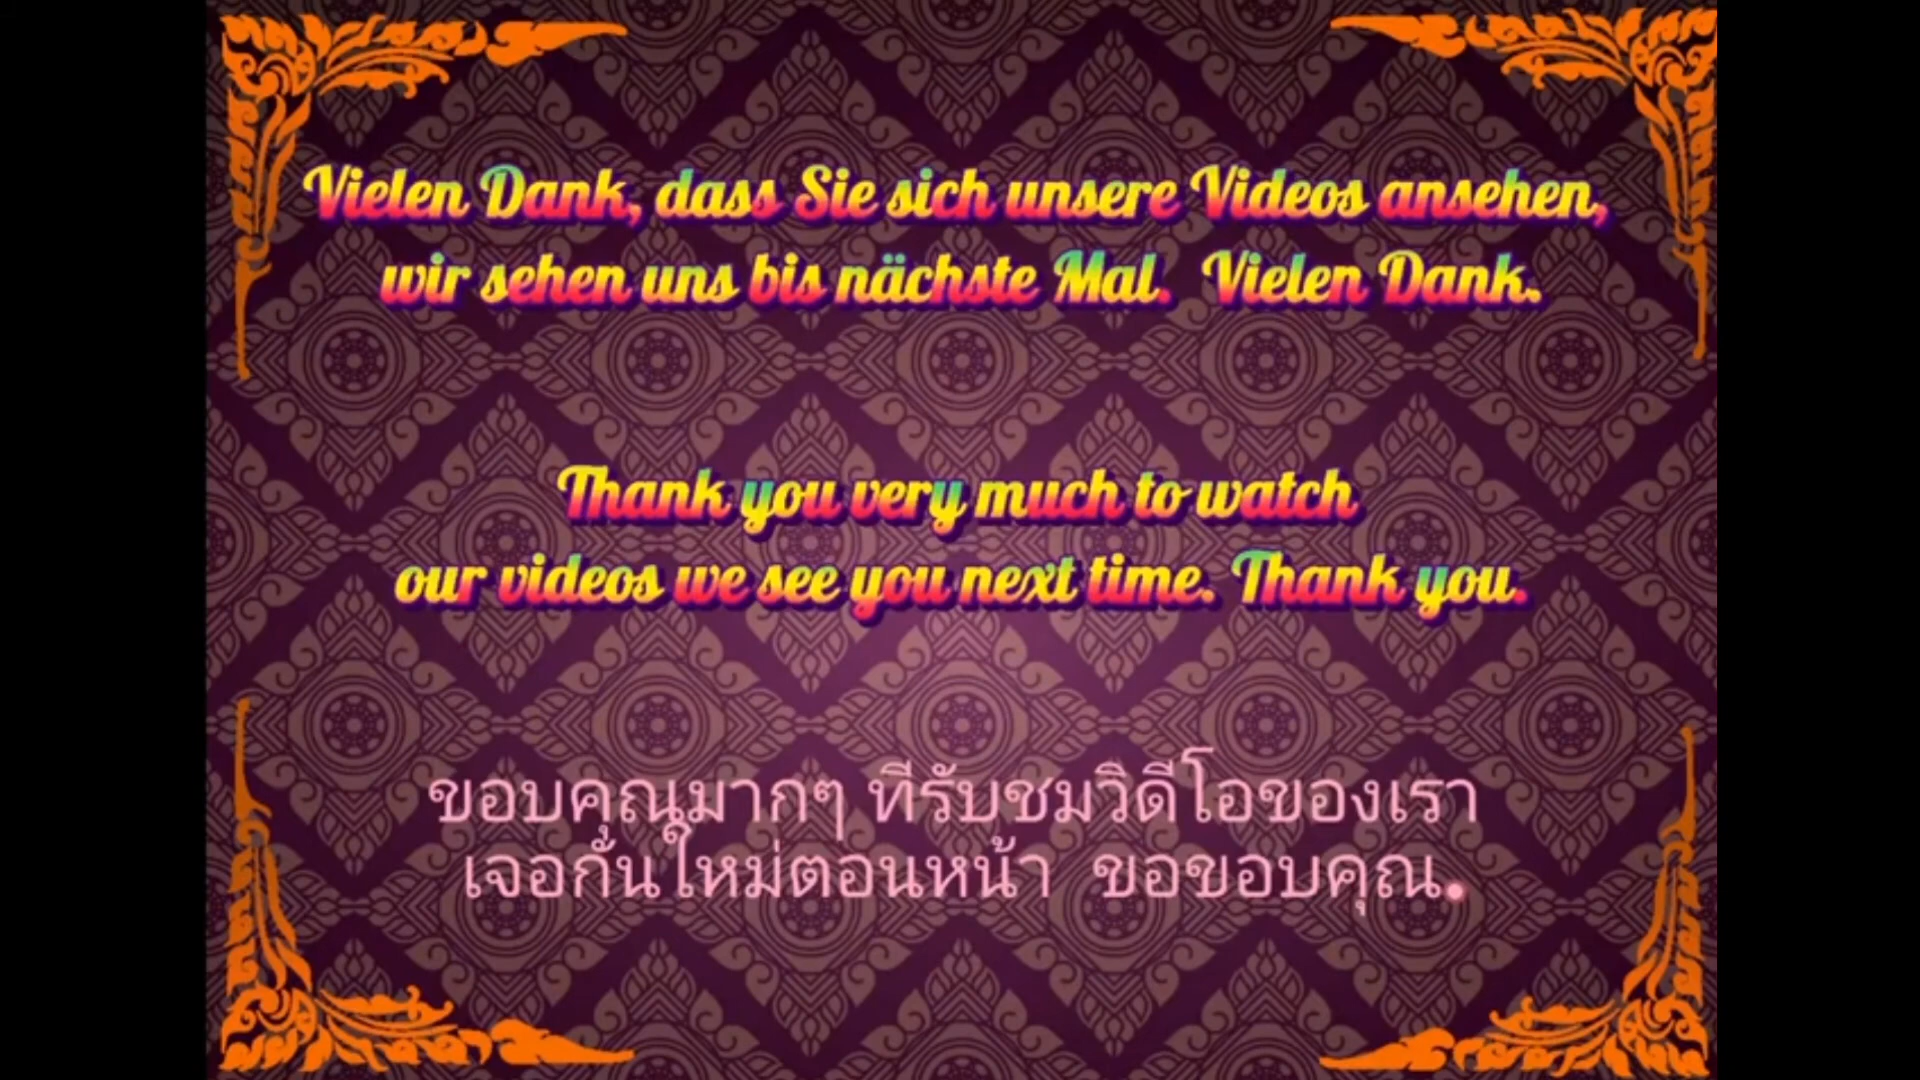 Vielen Dank, dass Sie sich unsere Videos ansehen,
wir sehen uns bis nächste Mal. Vielen Dank.
Thank you very much to watch
our videos we see you next time. Thank you.
ขอบคุณมากๆ ที่รับชมวิดีโอของเรา
เจอกั่นใหม่ตอนหน้า ขอขอบคุณ.